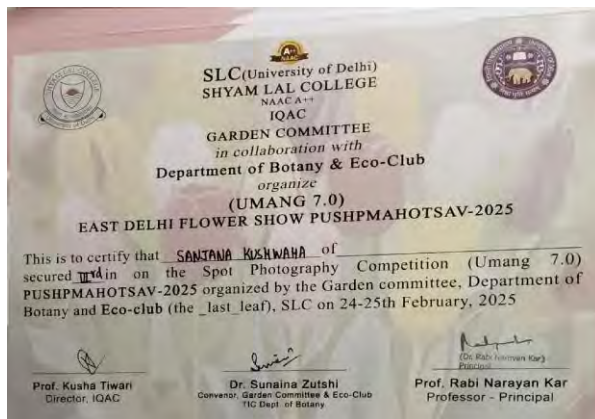 A++
NAAC
SLC(University of Delhi)
SHYAM LAL COLLEGE
NAAC A++
IQAC
GARDEN COMMITTEE
in collaboration with
Department of Botany & Eco-Club
organize
(UMANG 7.0)
EAST DELHI FLOWER SHOW PUSHPMAHOTSAV-2025
This is to certify that SANJANA KUSHWAHA of
secured IIIrd in on the Spot Photography Competition (Umang 7.0)
PUSHPMAHOTSAV-2025 organized by the Garden committee, Department of
Botany and Eco-club (the _last_leaf), SLC on 24-25th February, 2025
(Dr. Rabi Narayan Kar)
Principal
Prof. Kusha Tiwari
Director, IQAC
Dr. Sunaina Zutshi
Convenor, Garden Committee & Eco-Club
TIC Dept. of Botany
Prof. Rabi Narayan Kar
Professor - Principal